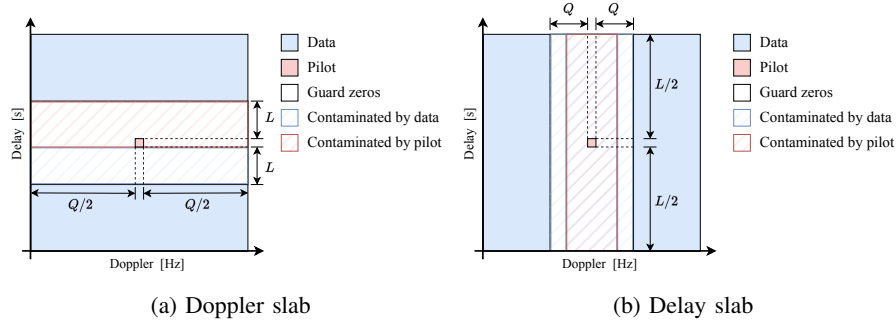 Delay [s]
Doppler [Hz]
L
L
Q/2
Q/2
Data
Pilot
Guard zeros
Contaminated by data
Contaminated by pilot
(a) Doppler slab
Q
Q
Delay [s]
Doppler [Hz]
L/2
L/2
Data
Pilot
Guard zeros
Contaminated by data
Contaminated by pilot
(b) Delay slab